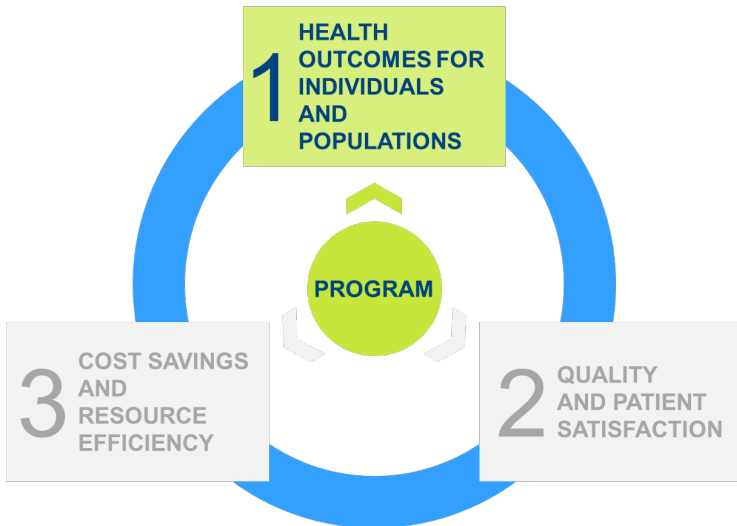 1
HEALTH
OUTCOMES FOR
INDIVIDUALS
AND
POPULATIONS
PROGRAM
3
COST SAVINGS
AND
RESOURCE
EFFICIENCY
2
QUALITY
AND PATIENT
SATISFACTION